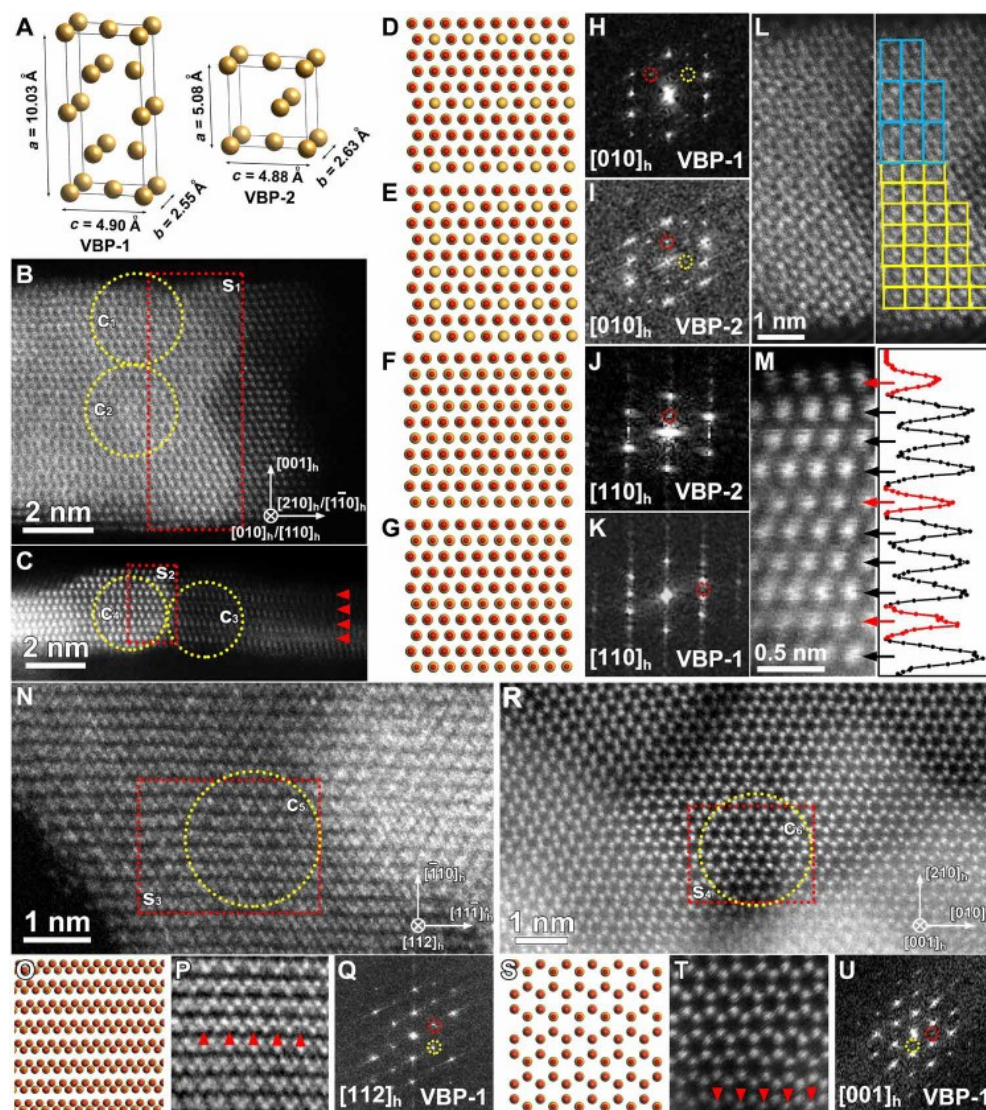 A
a = 10.03 Å
c = 4.90 Å
b = 2.55 Å
VBP-1
a = 5.08 Å
c = 4.88 Å
b = 2.63 Å
VBP-2
B
S1
C1
C2
[001]h
[210]h/[11̄0]h
[010]h/[110]h
2 nm
C
S2
C4
C3
2 nm
D
E
F
G
H
[010]h VBP-1
I
[010]h VBP-2
J
[110]h VBP-2
K
[110]h VBP-1
L
1 nm
M
0.5 nm
N
C5
S3
[1̄10]h
[111̄]h
[112]h
1 nm
R
C6
S4
[210]h
[010]h
[001]h
1 nm
O
P
Q
[112]h VBP-1
S
T
U
[001]h VBP-1